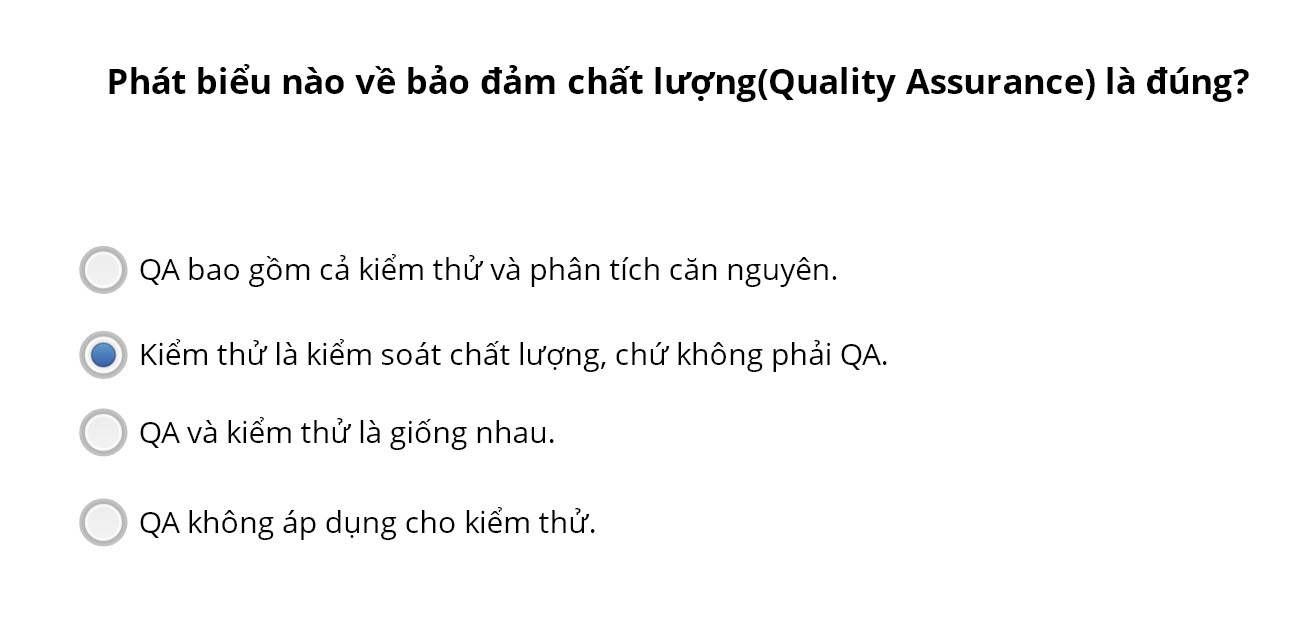 Phát biểu nào về bảo đảm chất lượng(Quality Assurance) là đúng?
QA bao gồm cả kiểm thử và phân tích căn nguyên.
Kiểm thử là kiểm soát chất lượng, chứ không phải QA.
QA và kiểm thử là giống nhau.
QA không áp dụng cho kiểm thử.